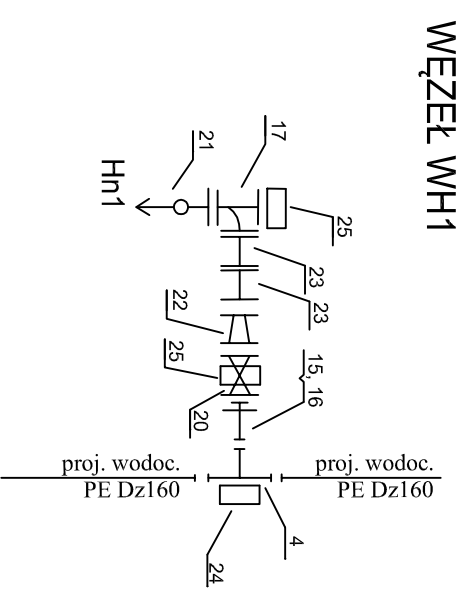 WĘZEŁ WH1
17
21
Hn1
25
23
23
22
25
15, 16
20
proj. wodoc.
PE Dz160
proj. wodoc.
PE Dz160
4
24